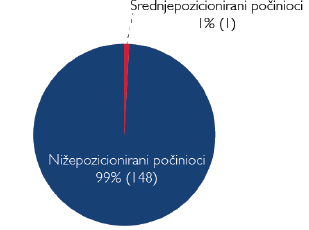 Srednjepozicionirani počinioci
1% (1)
Nižepozicionirani počinioci
99% (148)